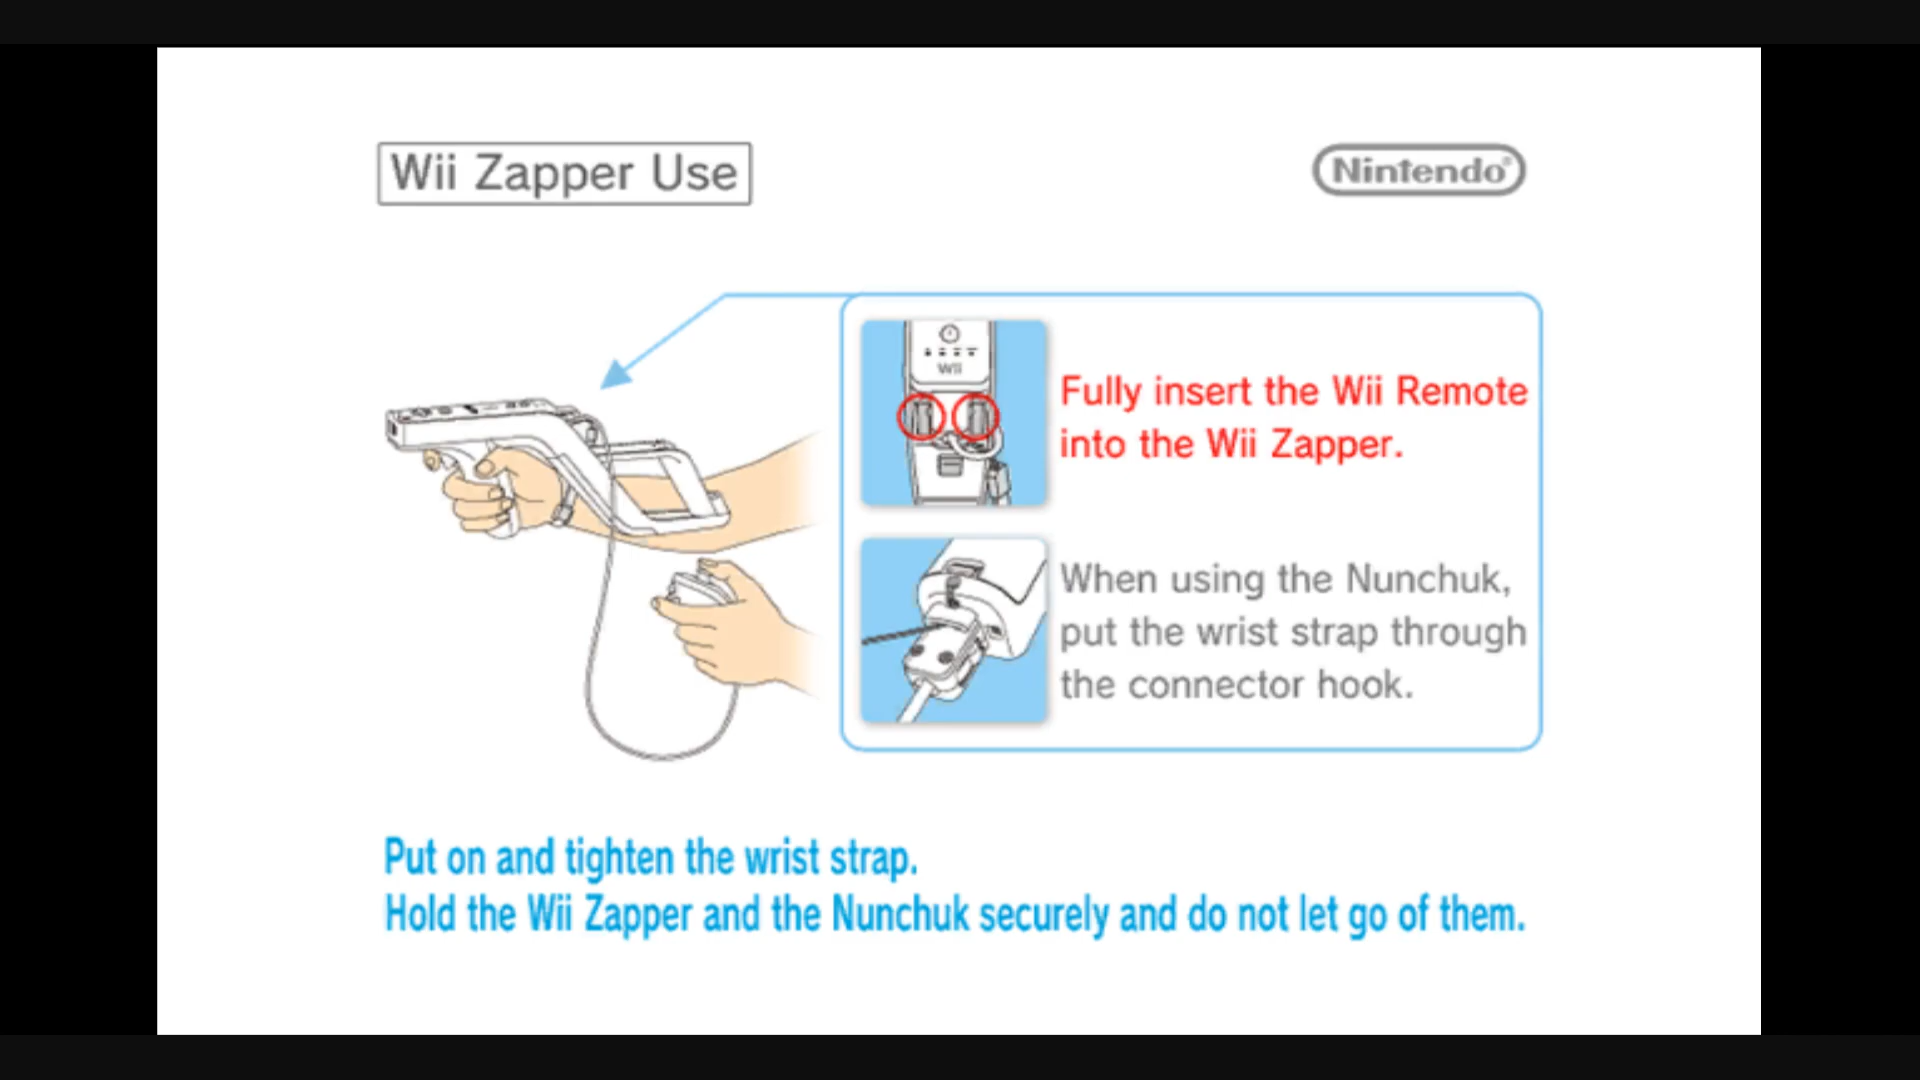 Wii Zapper Use
Nintendo®
Wii
Fully insert the Wii Remote
into the Wii Zapper.
When using the Nunchuk,
put the wrist strap through
the connector hook.
Put on and tighten the wrist strap.
Hold the Wii Zapper and the Nunchuk securely and do not let go of them.